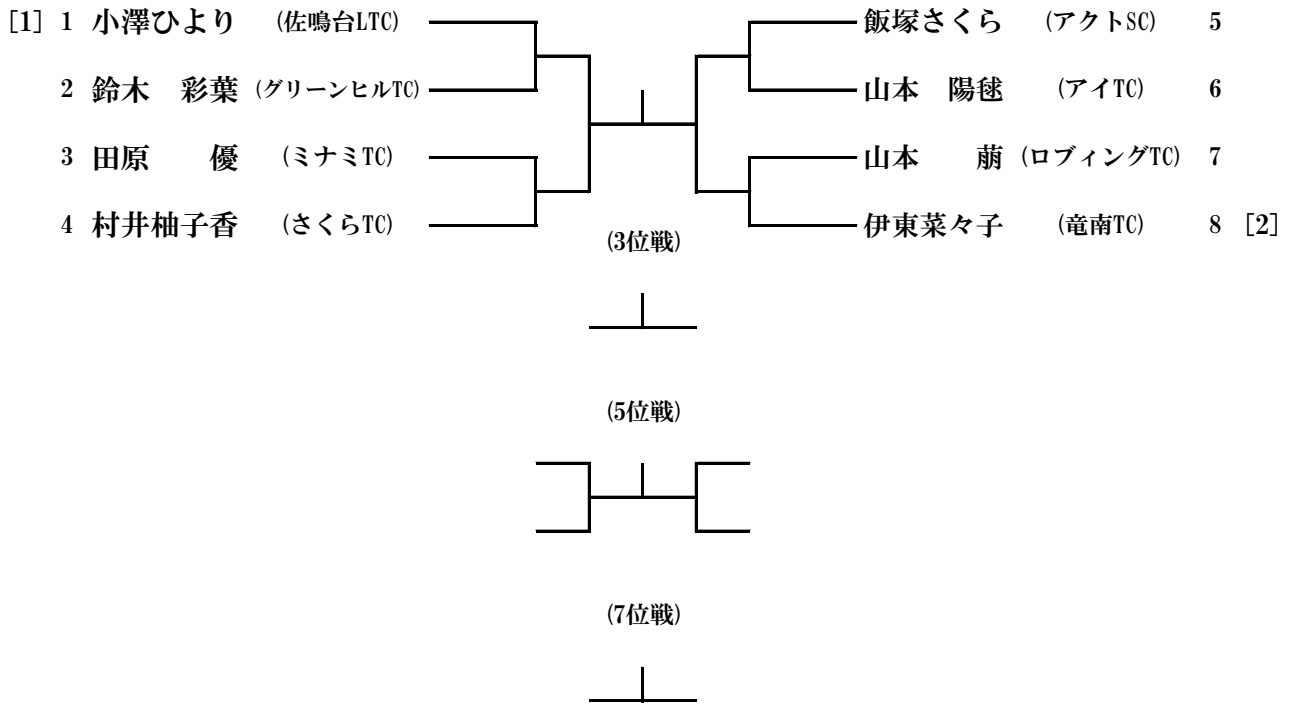 [1] 1 小澤ひより (佐鳴台LTC) 飯塚さくら (アクトSC) 5
2 鈴木 彩葉 (グリーンヒルTC) 山本 陽毬 (アイTC) 6
3 田原 優 (ミナミTC) 山本 萠 (ロブィングTC) 7
4 村井柚子香 (さくらTC) 伊東菜々子 (竜南TC) 8 [2]
(3位戦)
(5位戦)
(7位戦)